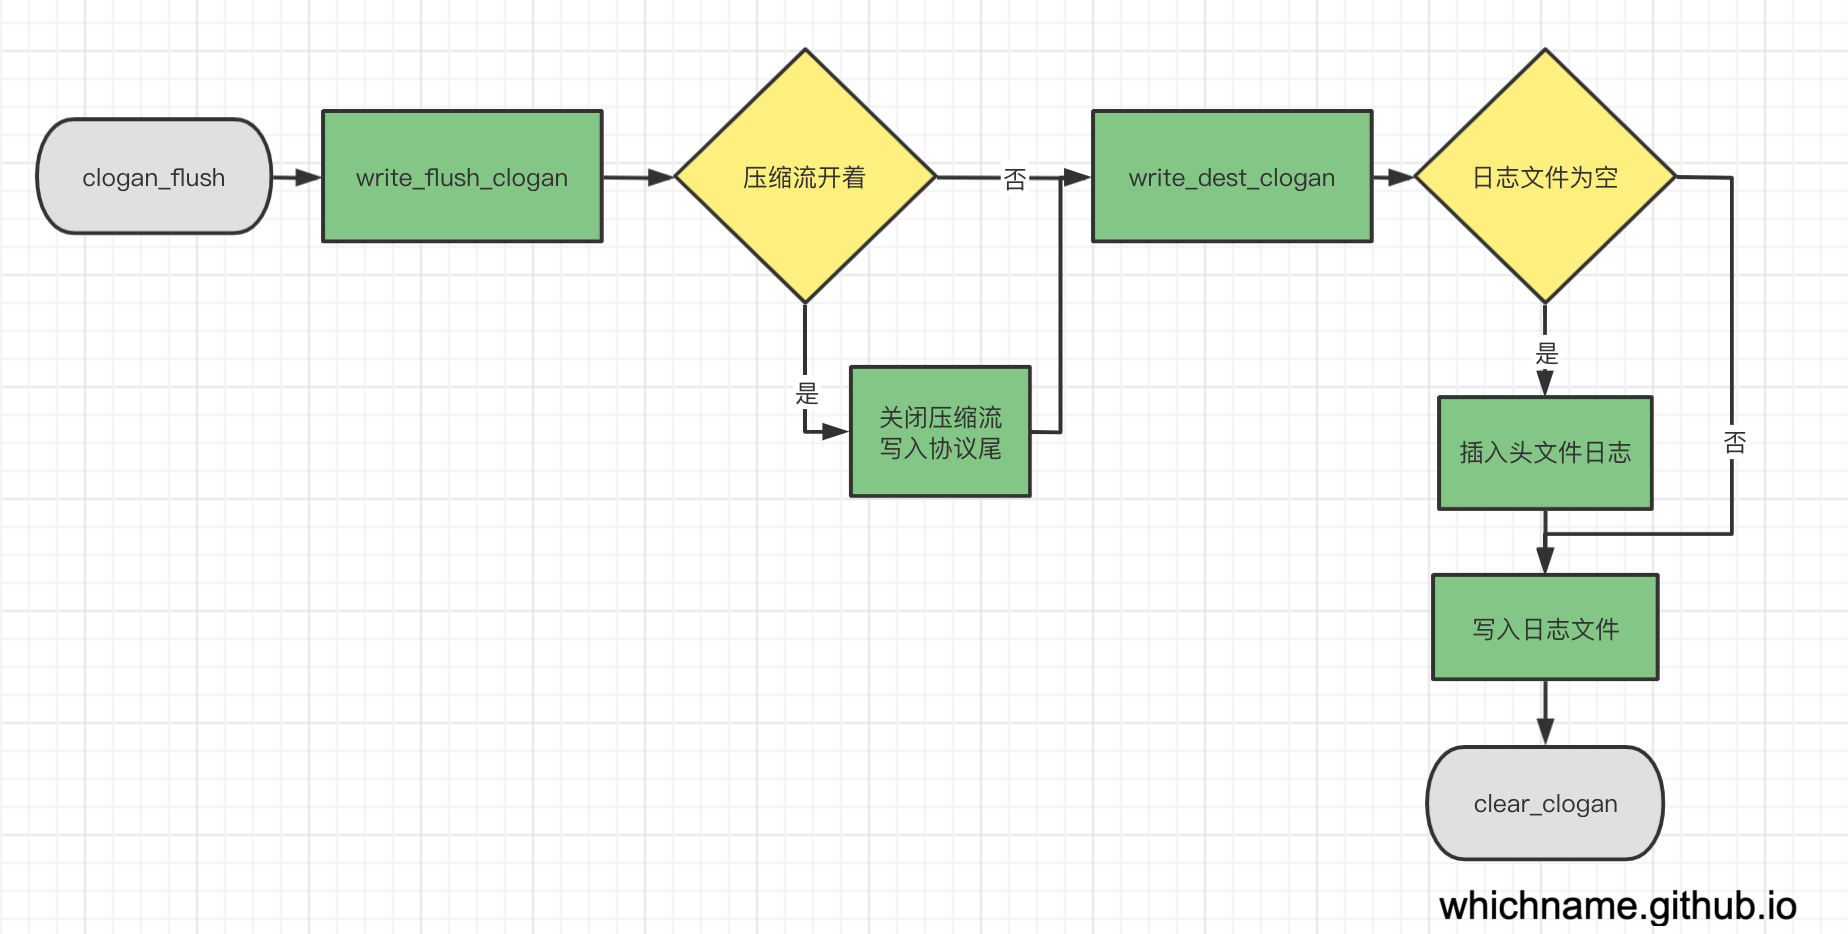 clogan_flush
write_flush_clogan
压缩流开着
否
write_dest_clogan
日志文件为空
是
关闭压缩流
写入协议尾
是
插入头文件日志
否
写入日志文件
clear_clogan
whichname.github.io